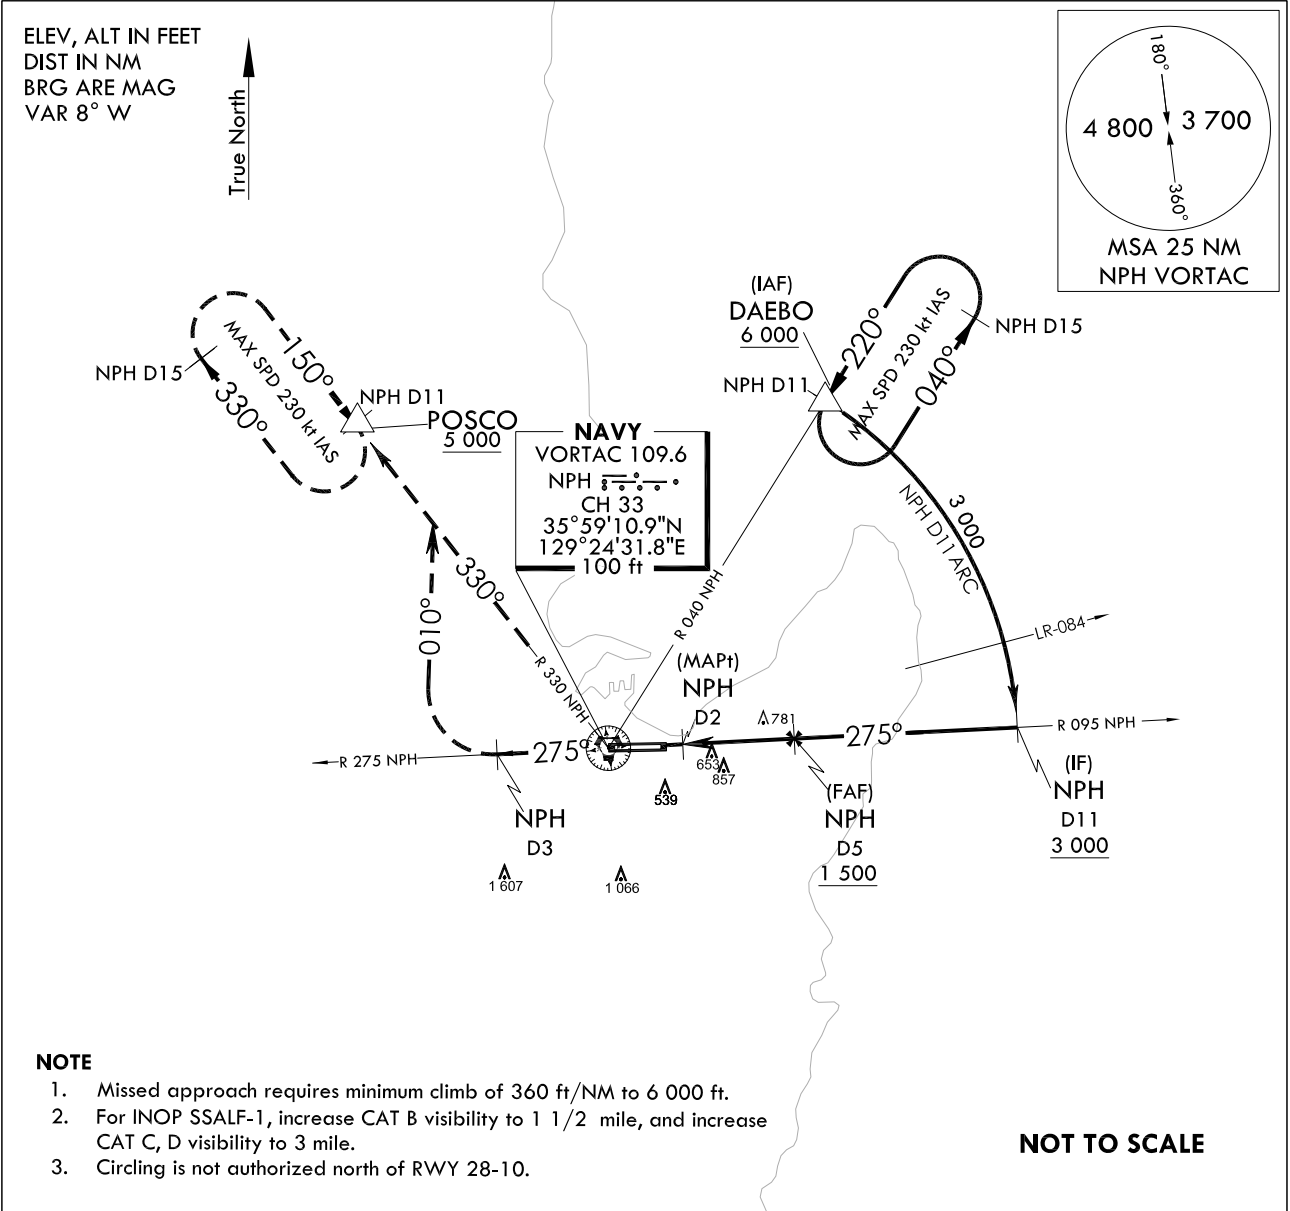 ELEV, ALT IN FEET
DIST IN NM
BRG ARE MAG
VAR 8° W
True North
180°
4 800
3 700
360°
MSA 25 NM
NPH VORTAC
(IAF)
DAEBO
6 000
NPH D11
220°
MAX SPD 230 kt IAS
040°
NPH D15
NPH D15
150°
MAX SPD 230 kt IAS
330°
NPH D11
POSCO
5 000
NAVY
VORTAC 109.6
NPH
CH 33
35°59'10.9"N
129°24'31.8"E
100 ft
3 000
NPH D11 ARC
330°
010°
R 040 NPH
LR-084
R 330 NPH
(MAPt)
NPH
D2
781
R 275 NPH
275°
275°
R 095 NPH
653
857
539
NPH
D3
(FAF)
NPH
D5
1 500
(IF)
NPH
D11
3 000
1 607
1 066
NOTE
1. Missed approach requires minimum climb of 360 ft/NM to 6 000 ft.
2. For INOP SSALF-1, increase CAT B visibility to 1 1/2 mile, and increase
CAT C, D visibility to 3 mile.
3. Circling is not authorized north of RWY 28-10.
NOT TO SCALE